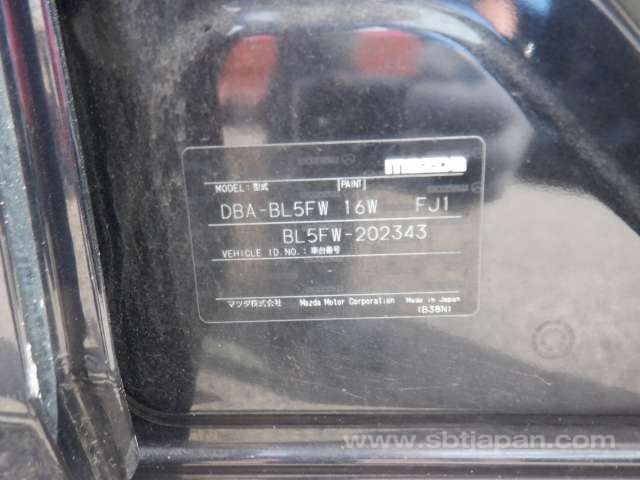 mazda
MODEL: 型式 PAINT
DBA-BL5FW 16W FJ1
BL5FW-202343
VEHICLE ID.NO.: 車台番号
マツダ株式会社 Mazda Motor Corporation Made in Japan
(B38N)
www.sbtjapan.com